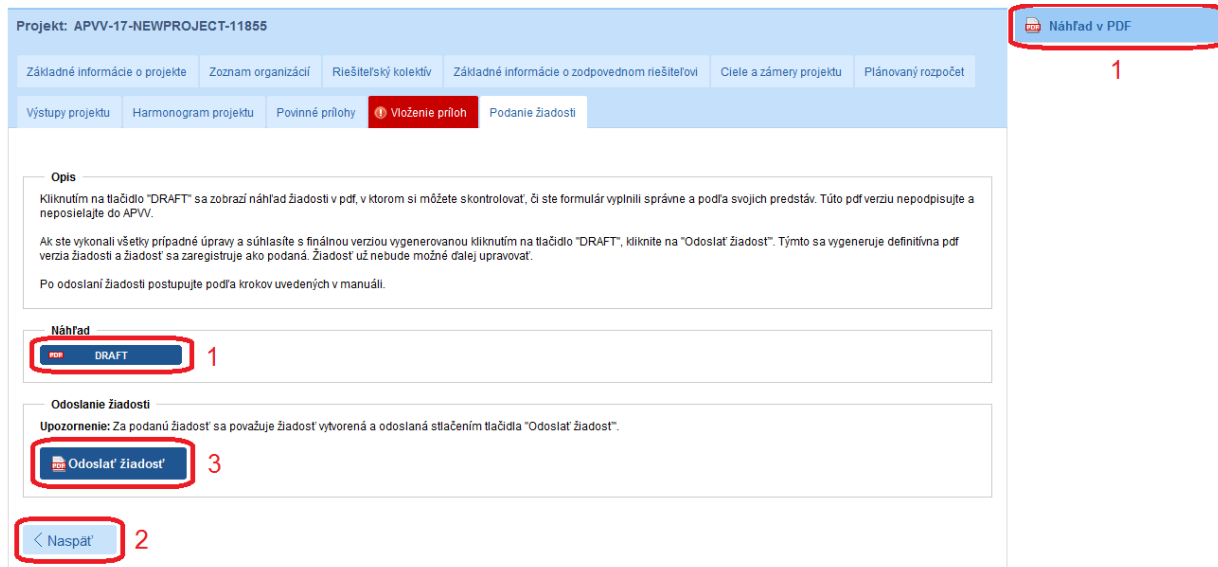 Projekt: APVV-17-NEWPROJECT-11855
Náhľad v PDF
1
Základné informácie o projekte Zoznam organizácií Riešiteľský kolektív Základné informácie o zodpovednom riešiteľovi Ciele a zámery projektu Plánovaný rozpočet
Výstupy projektu Harmonogram projektu Povinné prílohy Vloženie príloh Podanie žiadosti
Opis
Kliknutím na tlačidlo "DRAFT" sa zobrazí náhľad žiadosti v pdf, v ktorom si môžete skontrolovať, či ste formulár vyplnili správne a podľa svojich predstáv. Túto pdf verziu nepodpisujte a
neposielajte do APVV.
Ak ste vykonali všetky prípadné úpravy a súhlasíte s finálnou verziou vygenerovanou kliknutím na tlačidlo "DRAFT", kliknite na "Odoslať žiadosť". Týmto sa vygeneruje definitívna pdf
verzia žiadosti a žiadosť sa zaregistruje ako podaná. Žiadosť už nebude možné ďalej upravovať.
Po odoslaní žiadosti postupujte podľa krokov uvedených v manuáli.
Náhľad
PDF DRAFT 1
Odoslanie žiadosti
Upozornenie: Za podanú žiadosť sa považuje žiadosť vytvorená a odoslaná stlačením tlačidla "Odoslať žiadosť".
PDF Odoslať žiadosť 3
< Naspäť 2